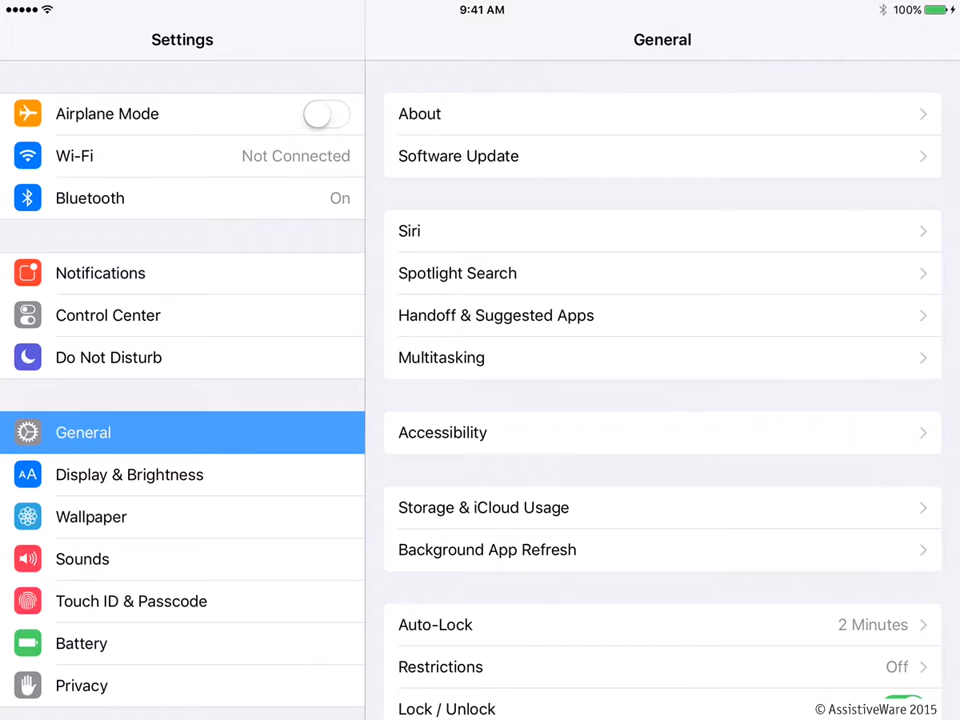 9:41 AM
100%
Settings
General
Airplane Mode
Wi-Fi Not Connected
Bluetooth On
Notifications
Control Center
Do Not Disturb
General
AA Display & Brightness
Wallpaper
Sounds
Touch ID & Passcode
Battery
Privacy
About
Software Update
Siri
Spotlight Search
Handoff & Suggested Apps
Multitasking
Accessibility
Storage & iCloud Usage
Background App Refresh
Auto-Lock 2 Minutes
Restrictions Off
Lock / Unlock
© AssistiveWare 2015